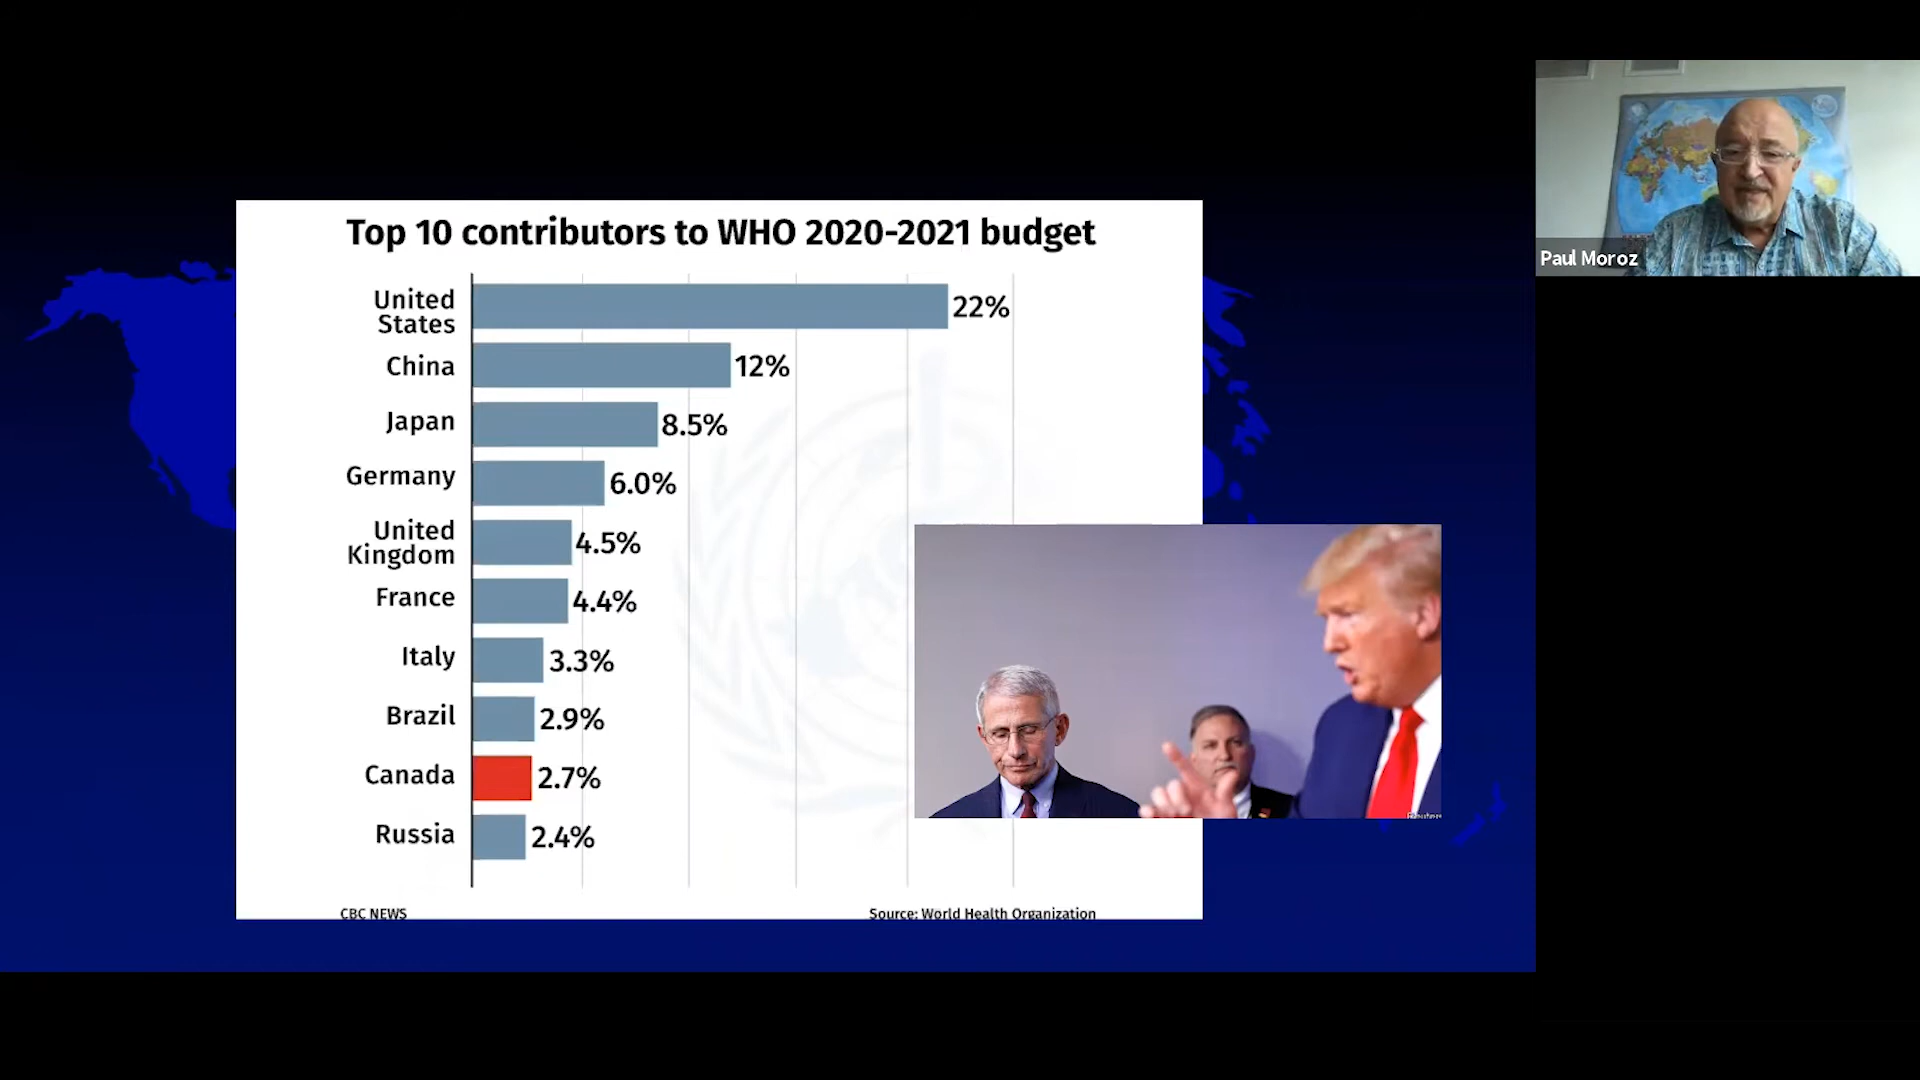 Top 10 contributors to WHO 2020-2021 budget
United
States
22%
China
12%
Japan
8.5%
Germany
6.0%
United
Kingdom
4.5%
France
4.4%
Italy
3.3%
Brazil
2.9%
Canada
2.7%
Russia
2.4%
CBC NEWS
Source: World Health Organization
Paul Moroz